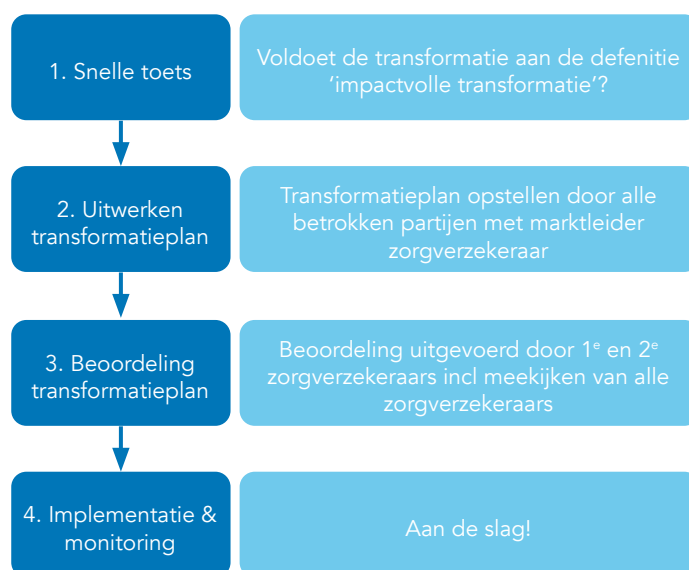 1. Snelle toets
Voldoet de transformatie aan de defenitie
'impactvolle transformatie'?
2. Uitwerken
transformatieplan
Transformatieplan opstellen door alle
betrokken partijen met marktleider
zorgverzekeraar
3. Beoordeling
transformatieplan
Beoordeling uitgevoerd door 1e en 2e
zorgverzekeraars incl meekijken van alle
zorgverzekeraars
4. Implementatie &
monitoring
Aan de slag!